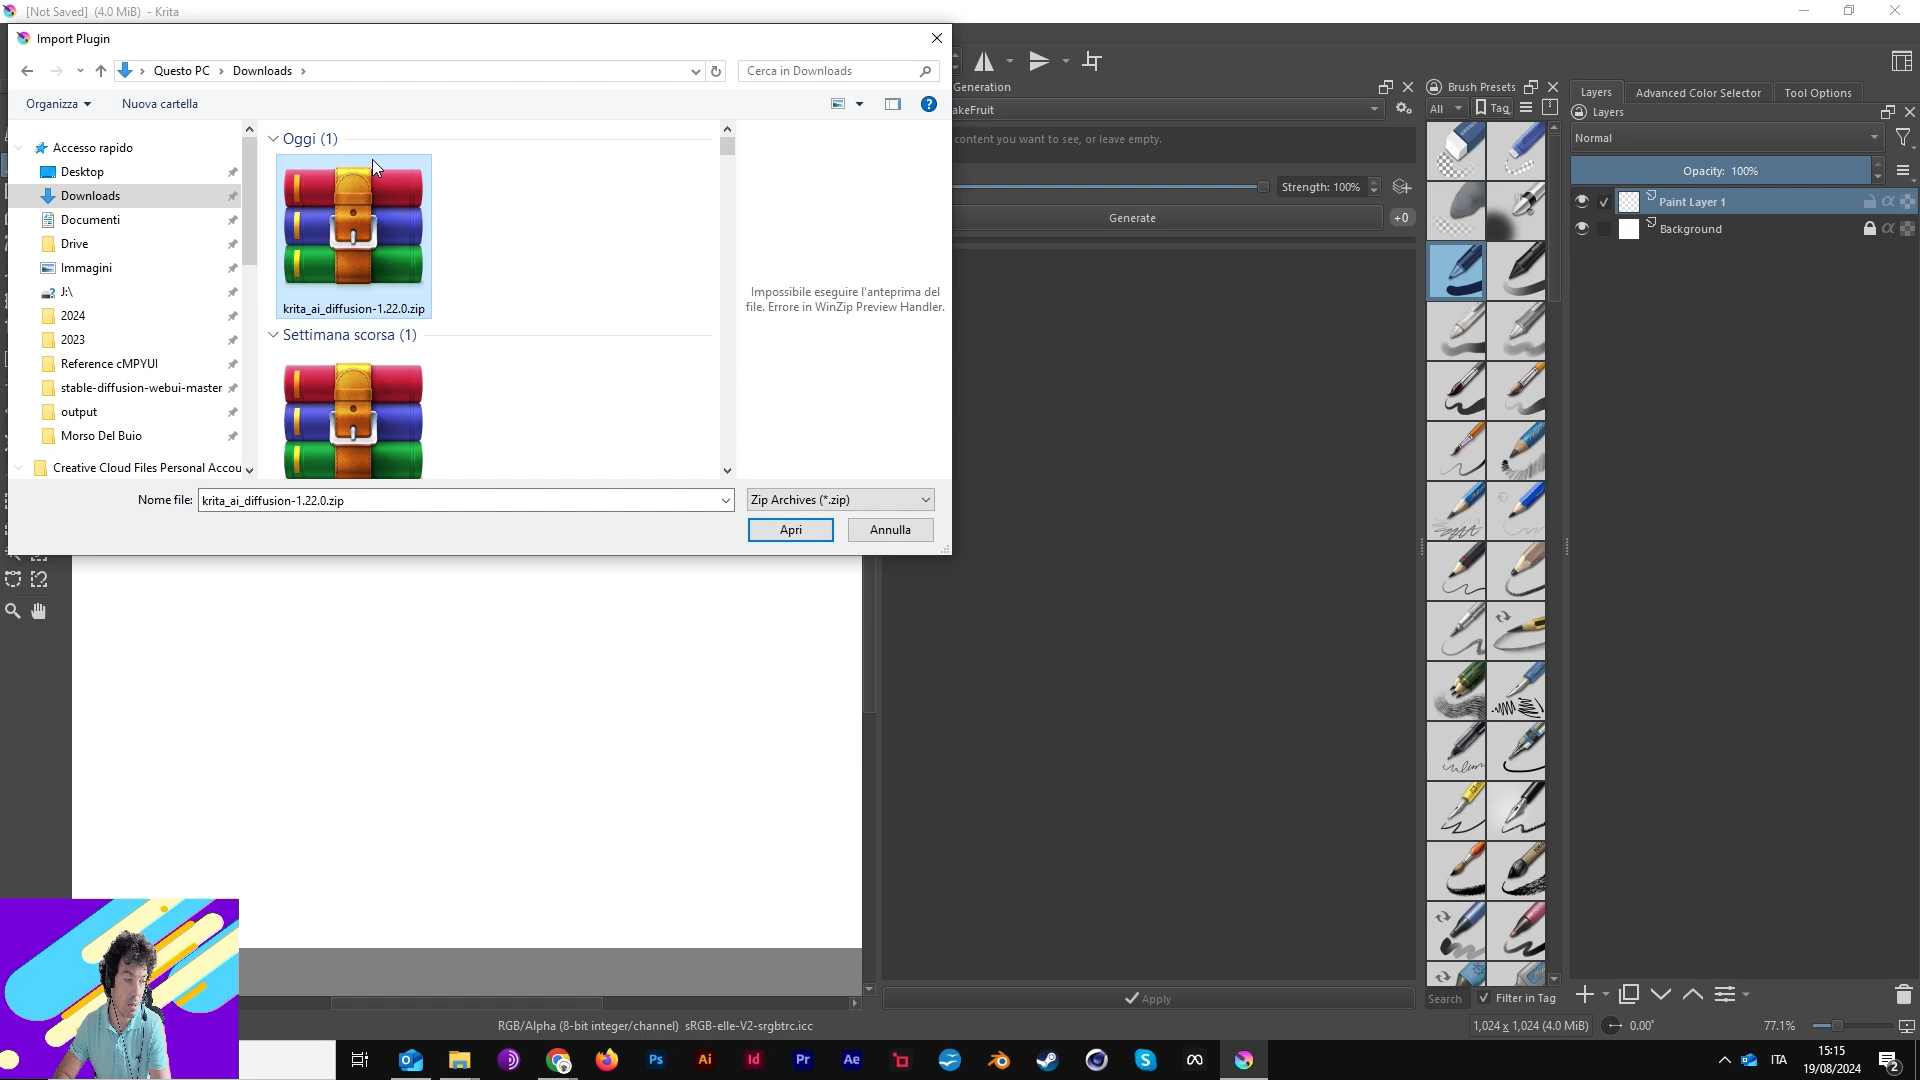 [Not Saved]  (4.0 MiB)  - Krita
Import Plugin
Questo PC > Downloads >
Cerca in Downloads
Organizza
Nuova cartella
Accesso rapido
Desktop
Downloads
Documenti
Drive
Immagini
J:\
2024
2023
Reference cMPYUI
stable-diffusion-webui-master
output
Morso Del Buio
Creative Cloud Files Personal Accou
Oggi (1)
krita_ai_diffusion-1.22.0.zip
Settimana scorsa (1)
Impossibile eseguire l'anteprima del
file. Errore in WinZip Preview Handler.
Nome file:
krita_ai_diffusion-1.22.0.zip
Zip Archives (*.zip)
Apri
Annulla
Generation
akeFruit
content you want to see, or leave empty.
Strength: 100%
Generate
+0
Apply
Brush Presets
All
Tag
Search
Filter in Tag
Layers
Advanced Color Selector
Tool Options
Layers
Normal
Opacity: 100%
Paint Layer 1
Background
RGB/Alpha (8-bit integer/channel)  sRGB-elle-V2-srgbtrc.icc
1,024 x 1,024 (4.0 MiB)
0.00°
77.1%
Ps
Ai
Id
Pr
Ae
ITA
15:15
19/08/2024
2